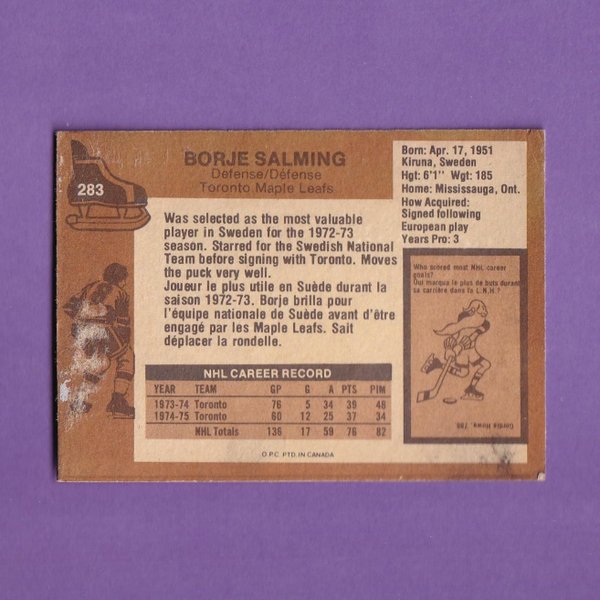 283
BORJE SALMING
Defense/Défense
Toronto Maple Leafs
Was selected as the most valuable
player in Sweden for the 1972-73
season. Starred for the Swedish National
Team before signing with Toronto. Moves
the puck very well.
Joueur le plus utile en Suède durant la
saison 1972-73. Borje brilla pour
l'équipe nationale de Suède avant d'être
engagé par les Maple Leafs. Sait
déplacer la rondelle.
NHL CAREER RECORD
YEAR TEAM GP G A PTS PIM
1973-74 Toronto 76 5 34 39 48
1974-75 Toronto 60 12 25 37 34
NHL Totals 136 17 59 76 82
O.P.C. PTD. IN CANADA
Born: Apr. 17, 1951
Kiruna, Sweden
Hgt: 6'1" Wgt: 185
Home: Mississauga, Ont.
How Acquired:
Signed following
European play
Years Pro: 3
Who scored most NHL career
goals?
Qui marqua le plus de buts durant
sa carrière dans la L.N.H.?
Gordie Howe, 786